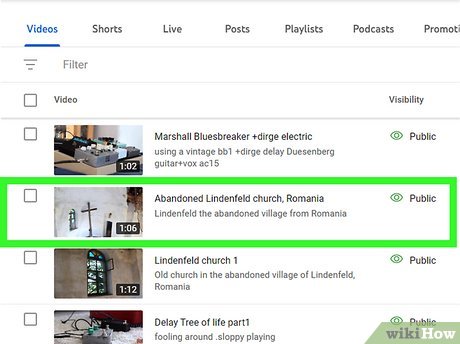 Videos Shorts Live Posts Playlists Podcasts Promoti
Filter
Video Visibility
Marshall Bluesbreaker +dirge electric
using a vintage bb1 +dirge delay Duesenberg
guitar+vox ac15
1:02
Public
Abandoned Lindenfeld church, Romania
Lindenfeld the abandoned village from Romania
1:06
Public
Lindenfeld church 1
Old church in the abandoned village of Lindenfeld,
Romania
1:12
Public
Delay Tree of life part1
fooling around .sloppy playing
Public
wikiHow